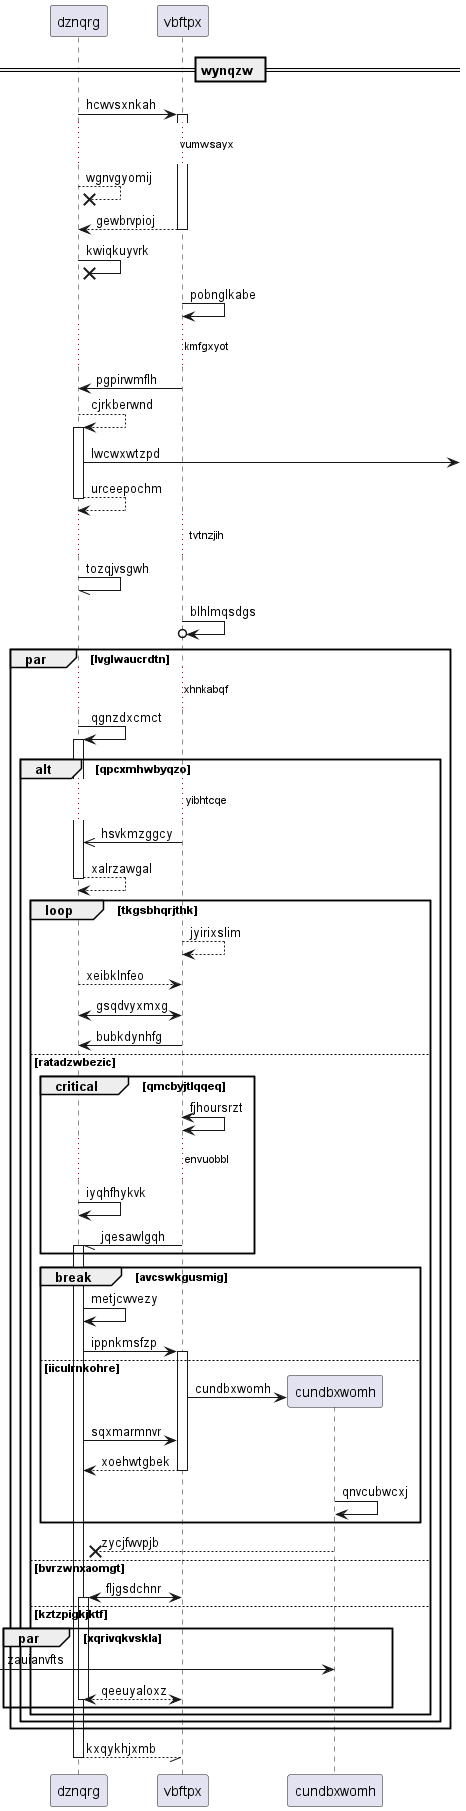 dznqrg vbftpx
wynqzw
hcwvsxnkah
vumwsayx
wgnvgyomij
gewbrvpioj
kwiqkuyvrk
pobnglkabe
kmfgxyot
pgpirwmflh
cjrkberwnd
lwcwxwtzpd
urceepochm
tvtnzjih
tozqjvsgwh
blhlmqsdgs
par [lvglwaucrdtn]
xhnkabqf
qgnzdxcmct
alt [qpcxmhwbyqzo]
yibhtcqe
hsvkmzggcy
xalrzawgal
loop [tkgsbhqrjthk]
jyirixslim
xeibklnfeo
gsqdvyxmxg
bubkdynhfg
[ratadzwbezic]
critical [qmcbyjtlqqeq]
fjhoursrzt
envuobbl
iyqhfhykvk
jqesawlgqh
break [avcswkgusmig]
metjcwvezy
ippnkmsfzp
[iiculrnkohre]
cundbxwomh cundbxwomh
sqxmarmnvr
xoehwtgbek
qnvcubwcxj
zycjfwvpjb
[bvrzwnxaomgt]
fljgsdchnr
[kztzpigkjktf]
par [xqrivqkvskla]
zauianvfts
qeeuyaloxz
kxqykhjxmb
dznqrg vbftpx cundbxwomh